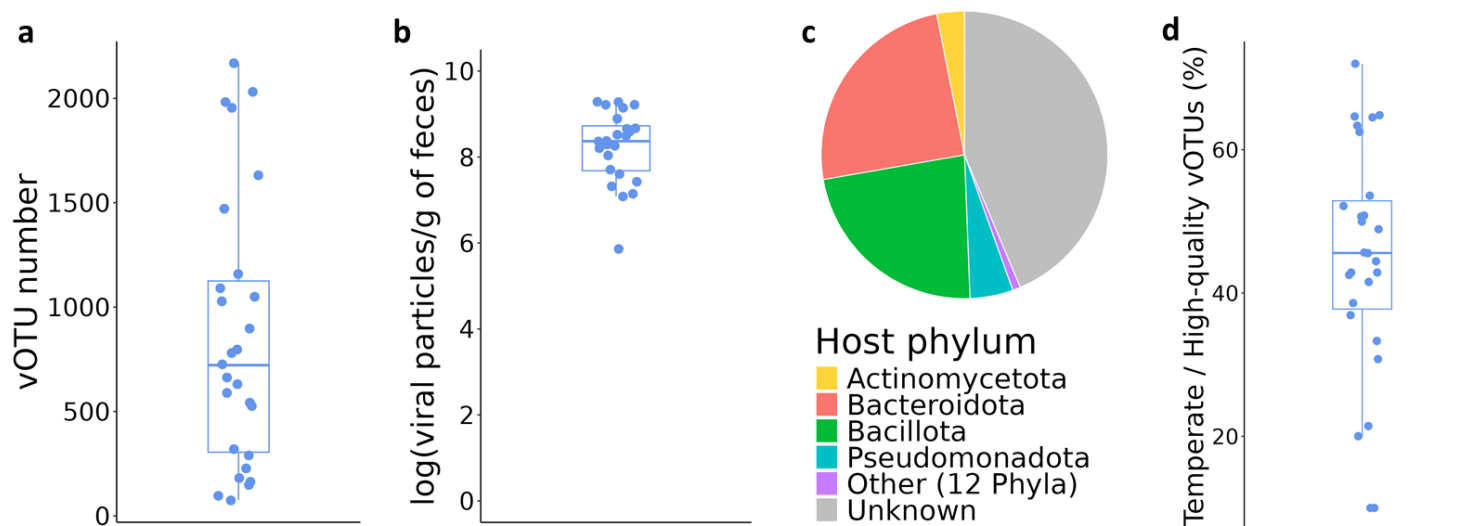 a
vOTU number
2000
1500
1000
500
0
b
log(viral particles/g of feces)
10
8
6
4
2
0
c
Host phylum
Actinomycetota
Bacteroidota
Bacillota
Pseudomonadota
Other (12 Phyla)
Unknown
d
Temperate / High-quality vOTUs (%)
60
40
20